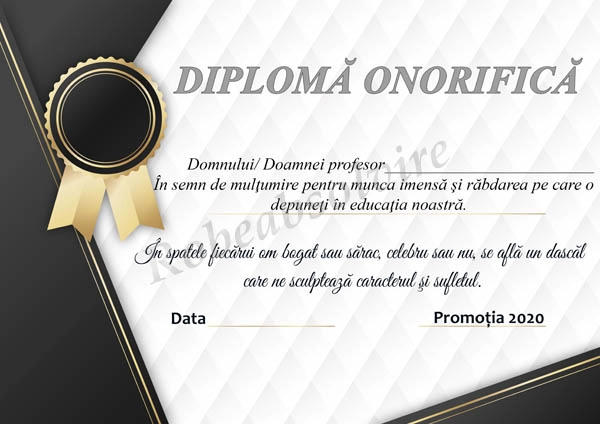 DIPLOMĂ ONORIFICĂ
Domnului/ Doamnei profesor
În semn de mulțumire pentru munca imensă și răbdarea pe care o
depuneți în educația noastră.
În spatele fiecărui om bogat sau sărac, celebru sau nu, se află un dascăl
care ne sculptează caracterul și sufletul.
Data
Promoția 2020
Rebeabsolvire